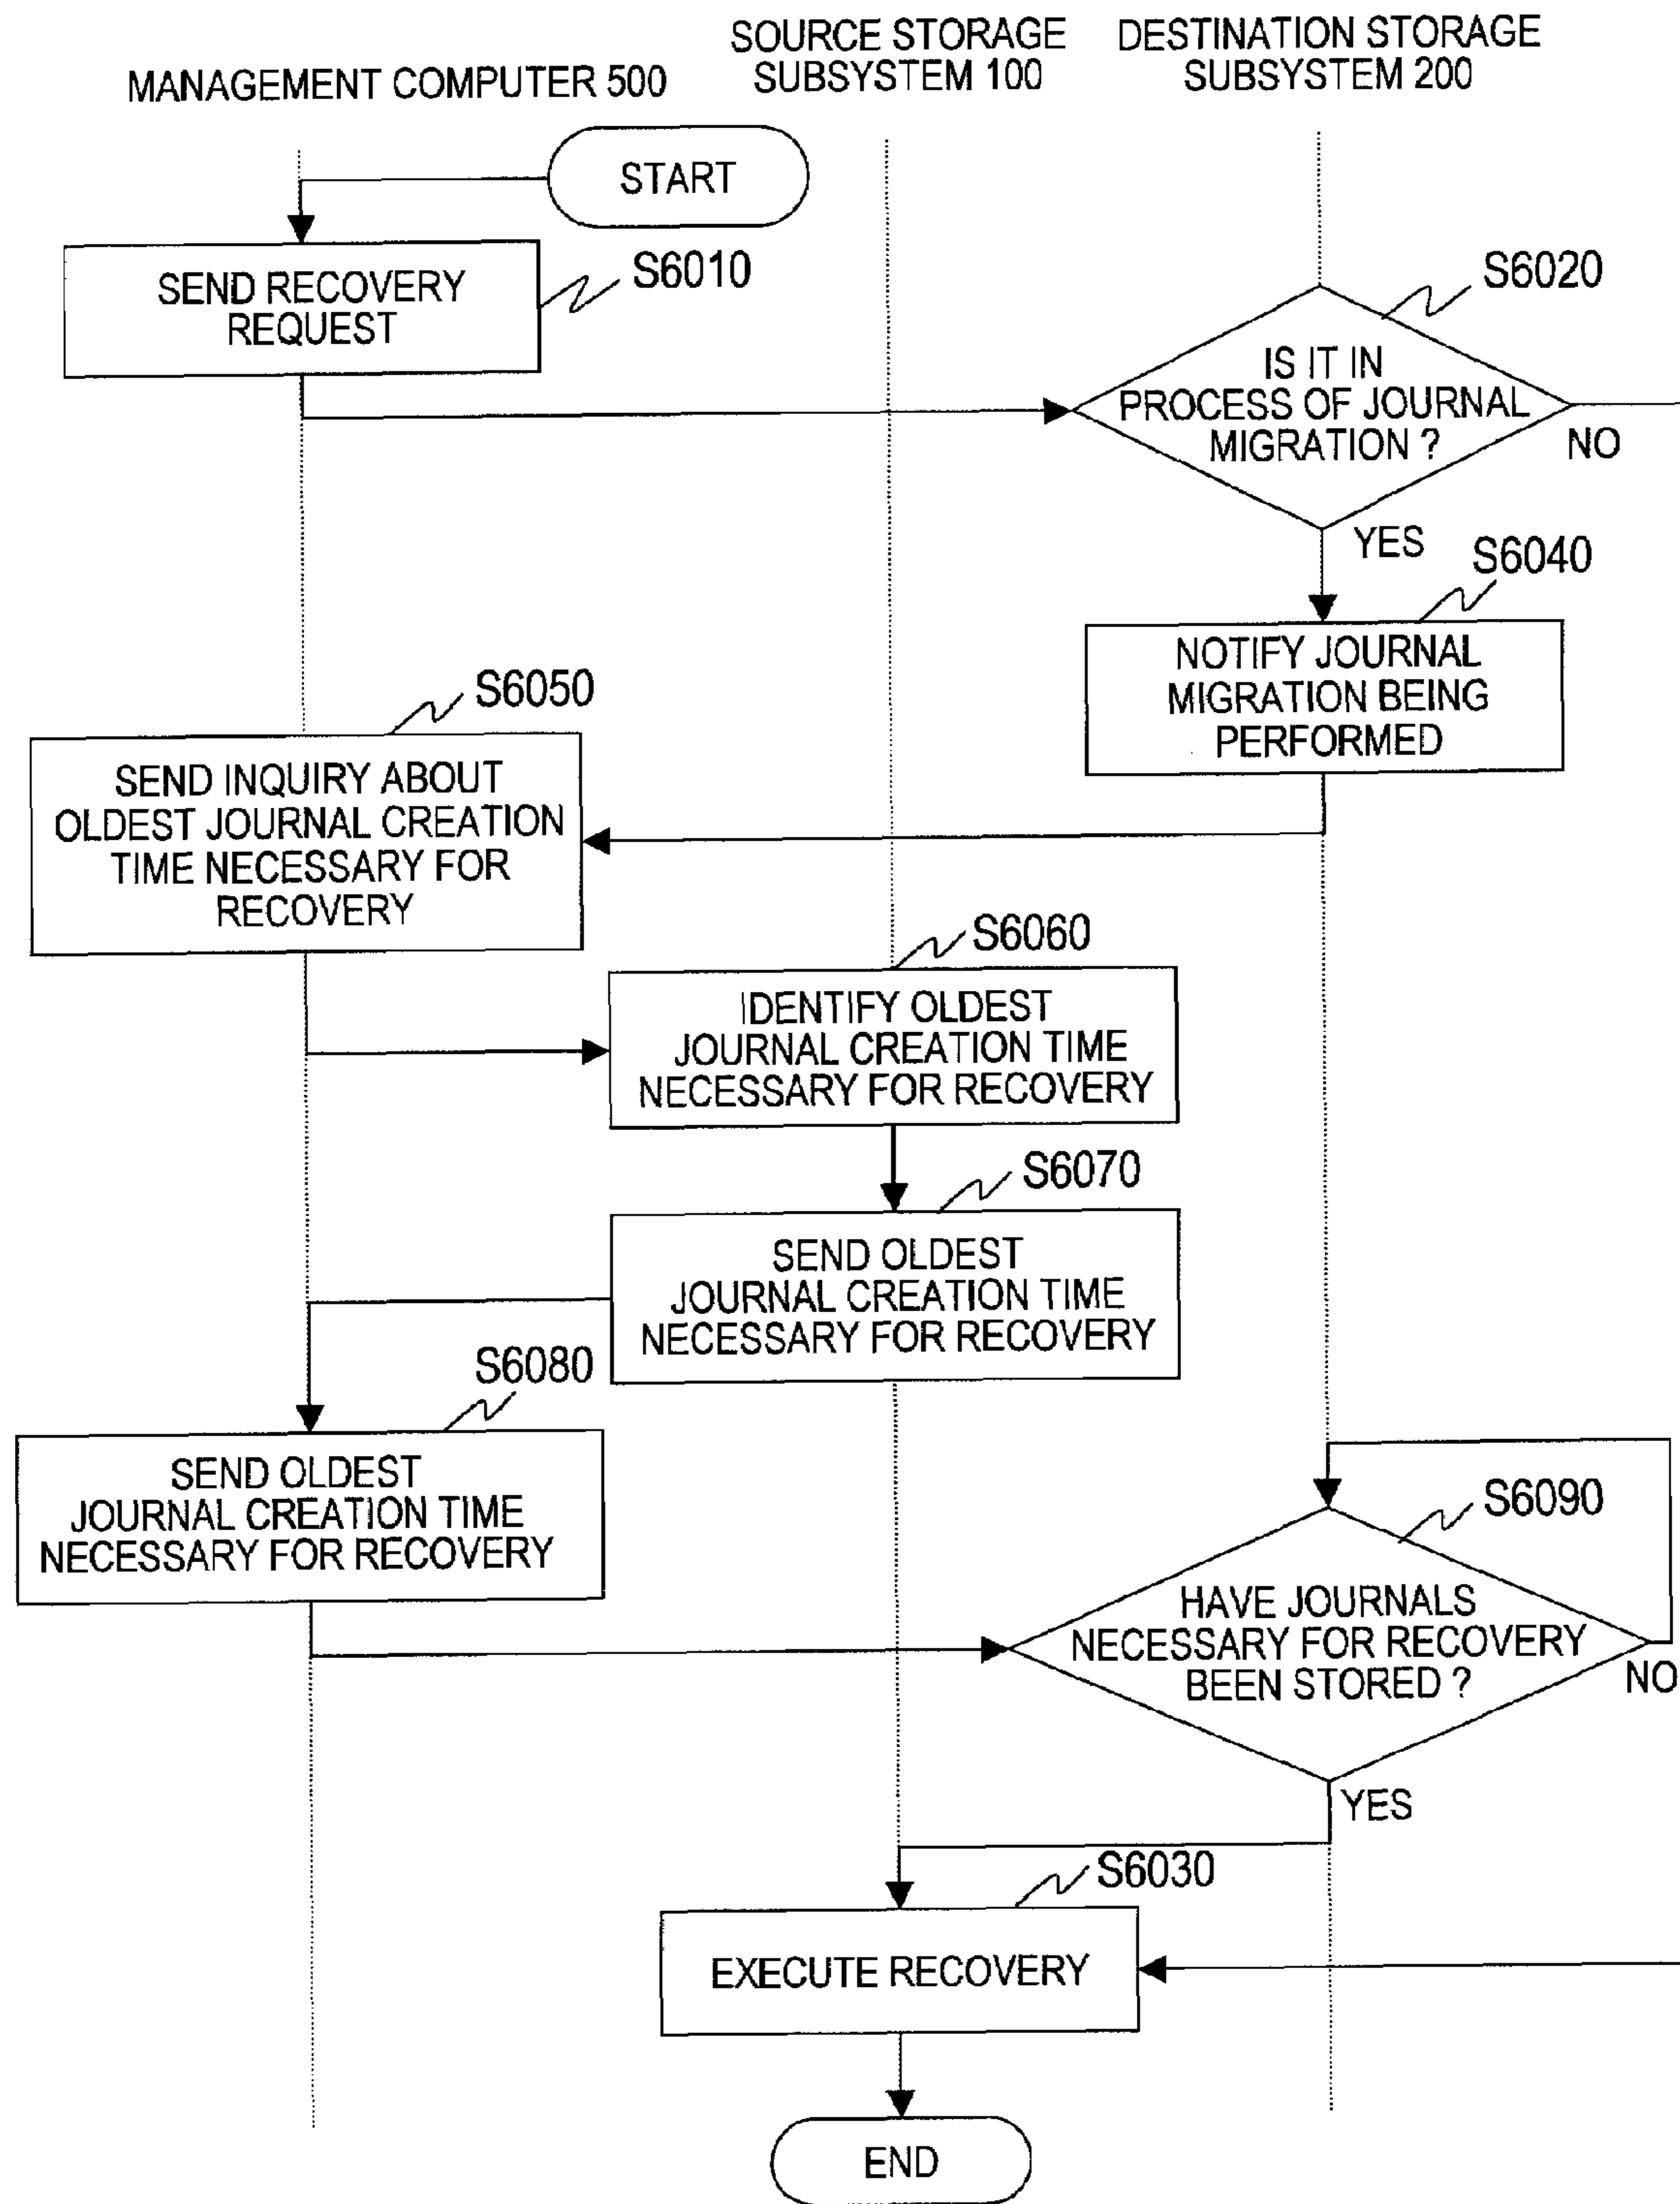 MANAGEMENT COMPUTER 500
SOURCE STORAGE
SUBSYSTEM 100
DESTINATION STORAGE
SUBSYSTEM 200
START
SEND RECOVERY
REQUEST
S6010
S6020
IS IT IN
PROCESS OF JOURNAL
MIGRATION ?
NO
YES
S6040
NOTIFY JOURNAL
MIGRATION BEING
PERFORMED
S6050
SEND INQUIRY ABOUT
OLDEST JOURNAL CREATION
TIME NECESSARY FOR
RECOVERY
S6060
IDENTIFY OLDEST
JOURNAL CREATION TIME
NECESSARY FOR RECOVERY
S6070
SEND OLDEST
JOURNAL CREATION TIME
NECESSARY FOR RECOVERY
S6080
SEND OLDEST
JOURNAL CREATION TIME
NECESSARY FOR RECOVERY
S6090
HAVE JOURNALS
NECESSARY FOR RECOVERY
BEEN STORED ?
NO
YES
S6030
EXECUTE RECOVERY
END